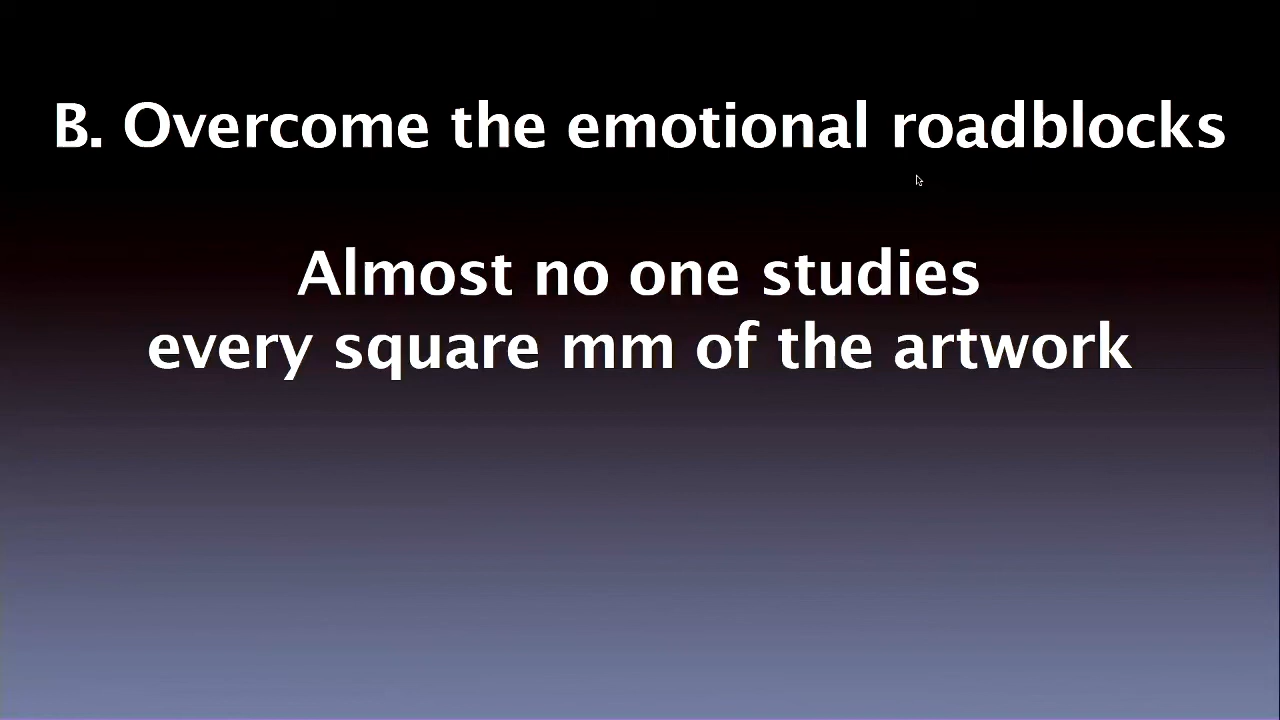 B. Overcome the emotional roadblocks
Almost no one studies
every square mm of the artwork